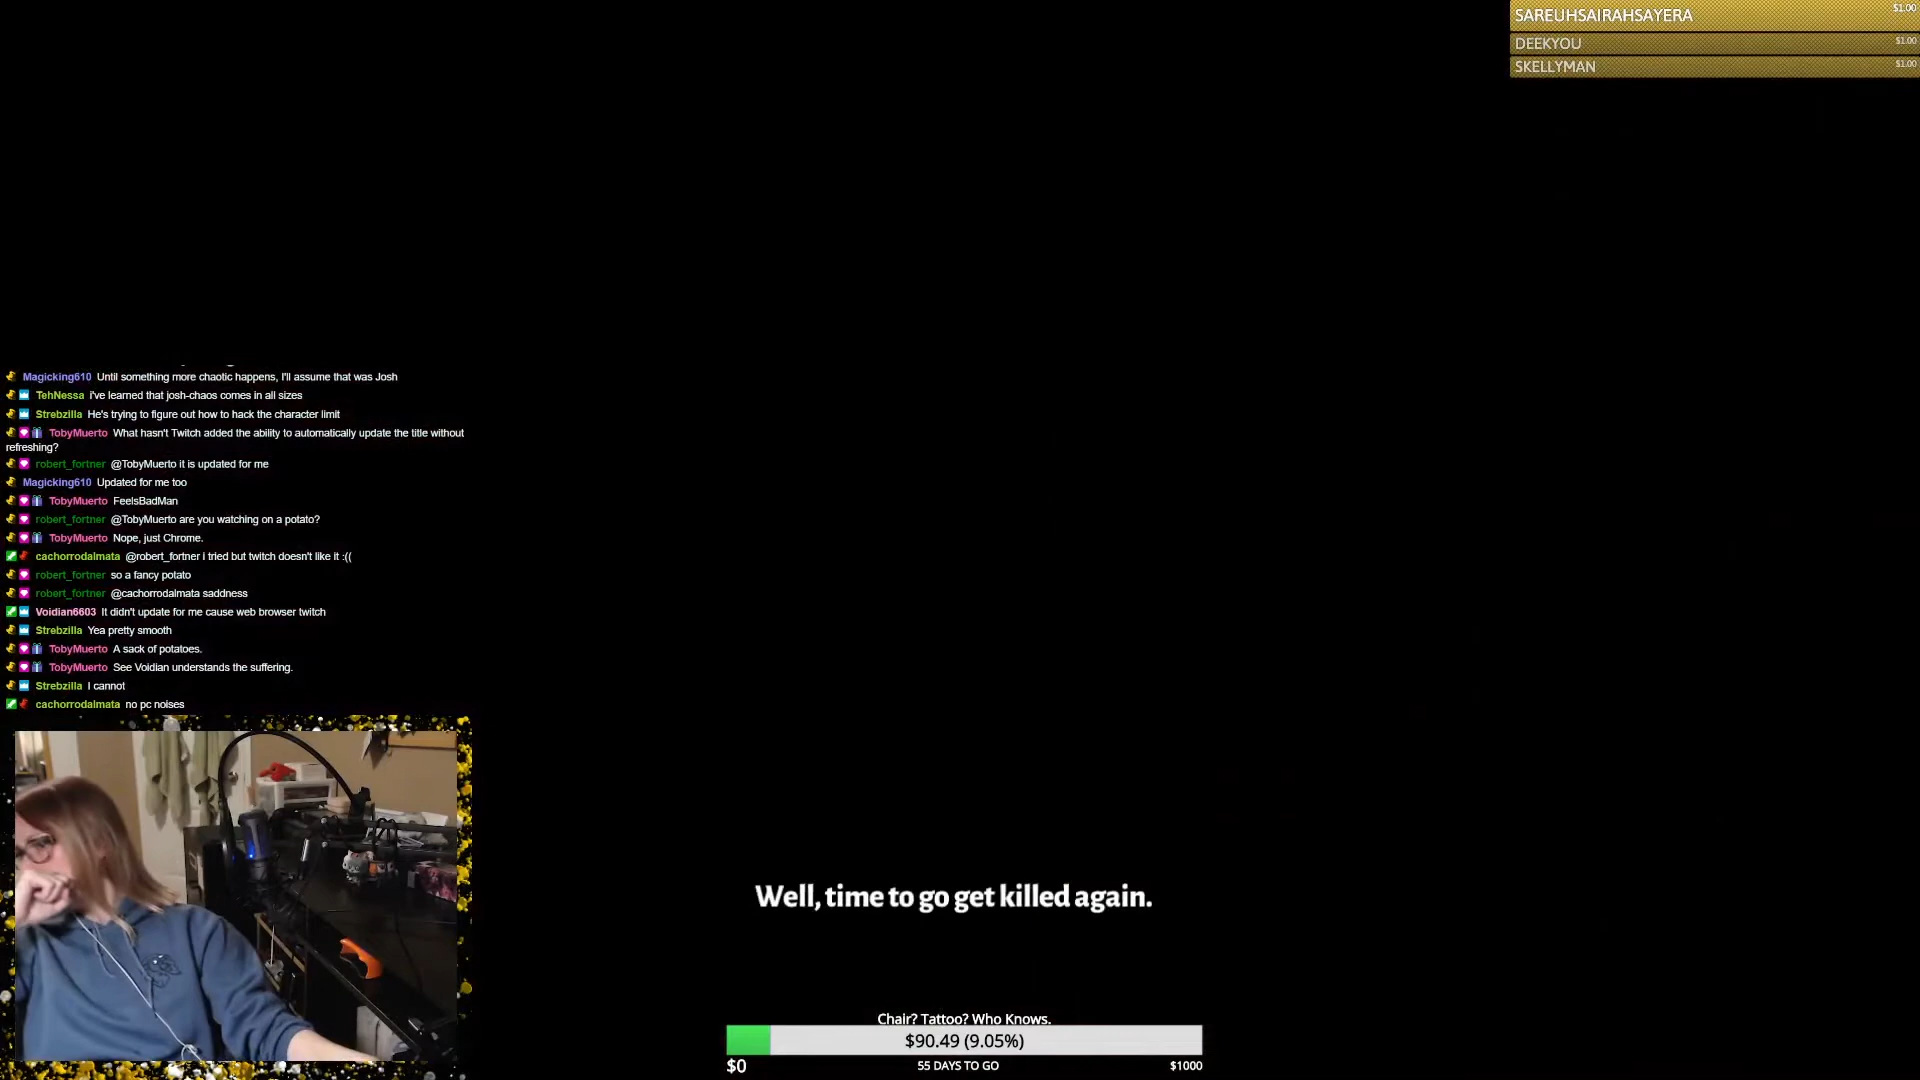 SAREUHSAIRAHSAYERA $1.00
DEEKYOU $1.00
SKELLYMAN $1.00
Magicking610 Until something more chaotic happens, I'll assume that was Josh
TehNessa i've learned that josh-chaos comes in all sizes
Strebzilla He's trying to figure out how to hack the character limit
TobyMuerto What hasn't Twitch added the ability to automatically update the title without
refreshing?
robert_fortner @TobyMuerto it is updated for me
Magicking610 Updated for me too
TobyMuerto FeelsBadMan
robert_fortner @TobyMuerto are you watching on a potato?
TobyMuerto Nope, just Chrome.
cachorrodalmata @robert_fortner i tried but twitch doesn't like it :((
robert_fortner so a fancy potato
robert_fortner @cachorrodalmata saddness
Voidian6603 It didn't update for me cause web browser twitch
Strebzilla Yea pretty smooth
TobyMuerto A sack of potatoes.
TobyMuerto See Voidian understands the suffering.
Strebzilla I cannot
cachorrodalmata no pc noises
Well, time to go get killed again.
Chair? Tattoo? Who Knows.
$90.49 (9.05%)
$0 55 DAYS TO GO $1000